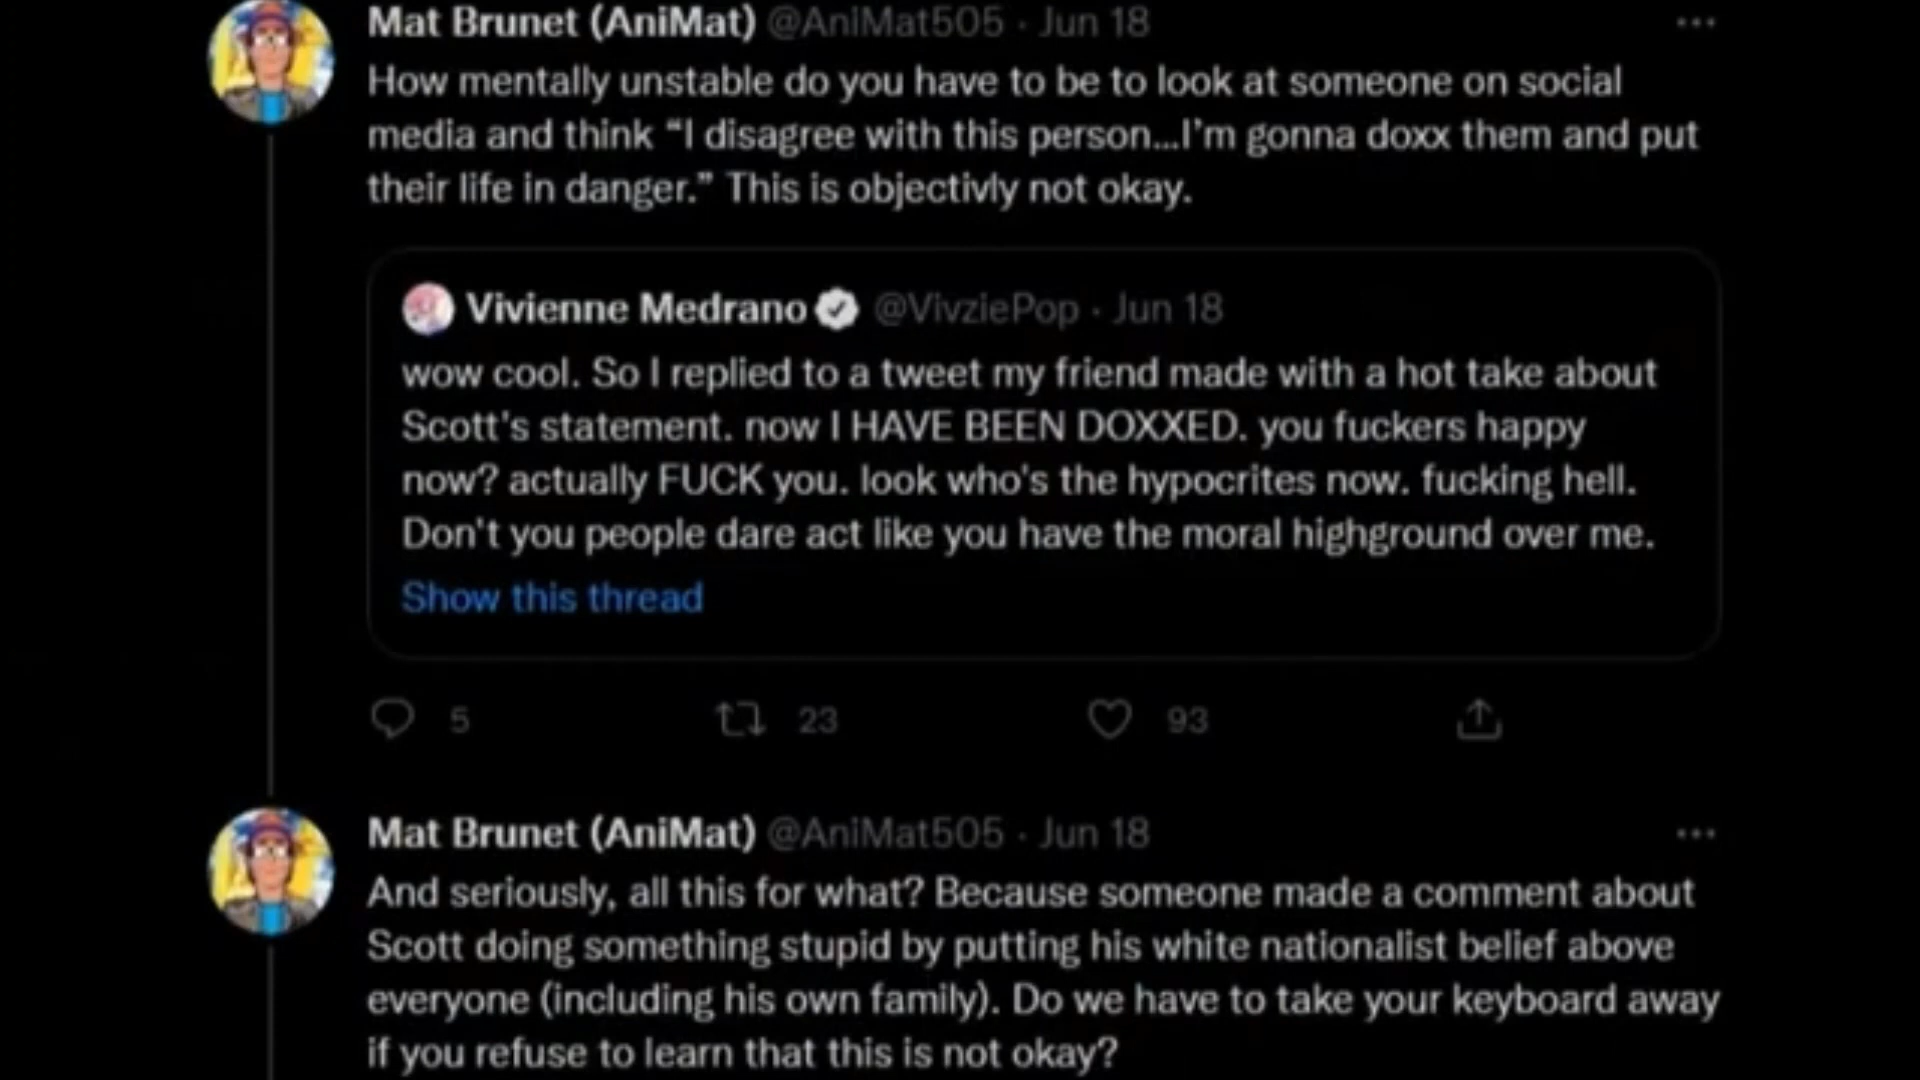 Mat Brunet (AniMat) @AniMat505 · Jun 18
How mentally unstable do you have to be to look at someone on social
media and think “I disagree with this person...I’m gonna doxx them and put
their life in danger.” This is objectivly not okay.
Vivienne Medrano @VivziePop · Jun 18
wow cool. So I replied to a tweet my friend made with a hot take about
Scott's statement. now I HAVE BEEN DOXXED. you fuckers happy
now? actually FUCK you. look who's the hypocrites now. fucking hell.
Don't you people dare act like you have the moral highground over me.
Show this thread
5 23 93
Mat Brunet (AniMat) @AniMat505 · Jun 18
And seriously, all this for what? Because someone made a comment about
Scott doing something stupid by putting his white nationalist belief above
everyone (including his own family). Do we have to take your keyboard away
if you refuse to learn that this is not okay?